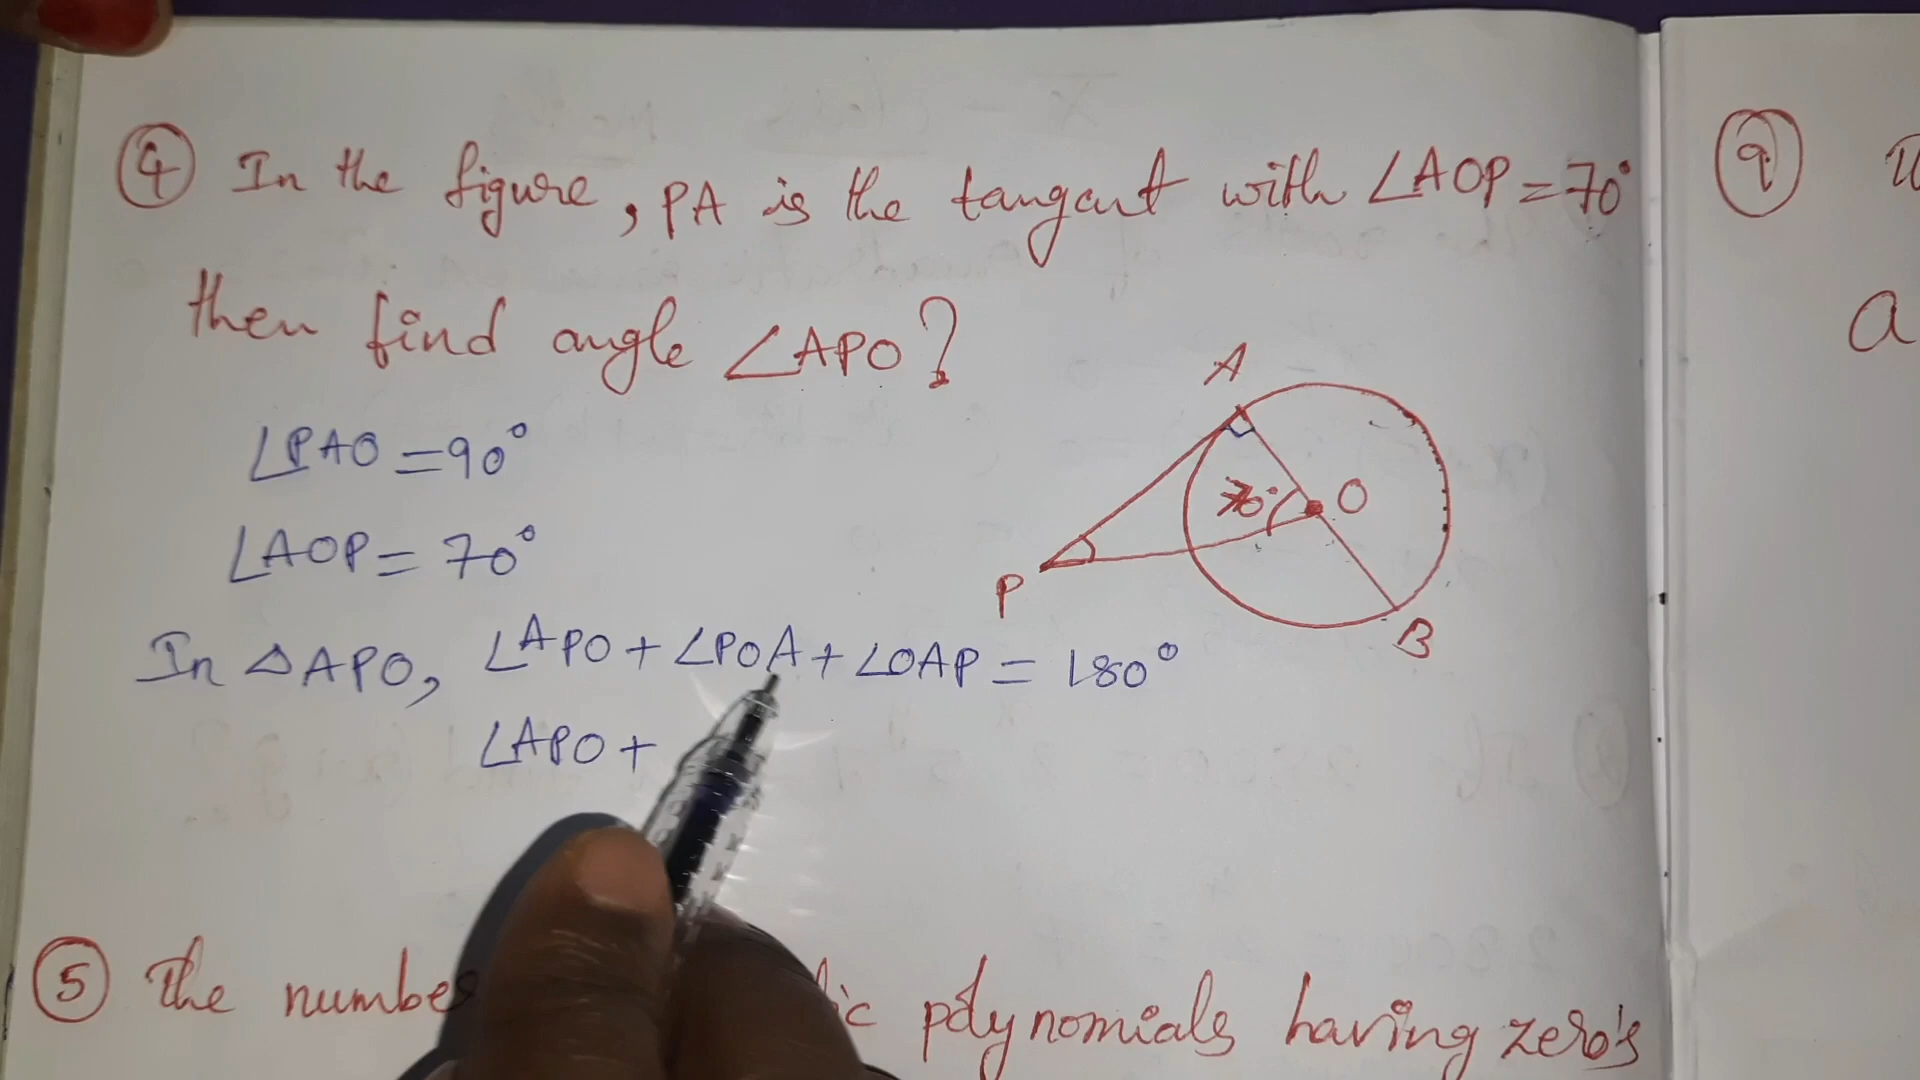 4 In the figure, PA is the tangent with ∠AOP = 70°
then find angle ∠APO?
∠PAO = 90°
∠AOP = 70°
In △APO, ∠APO + ∠POA + ∠OAP = 180°
∠APO +
A
70°
O
P
B
5 The polynomials having zero's
9
a